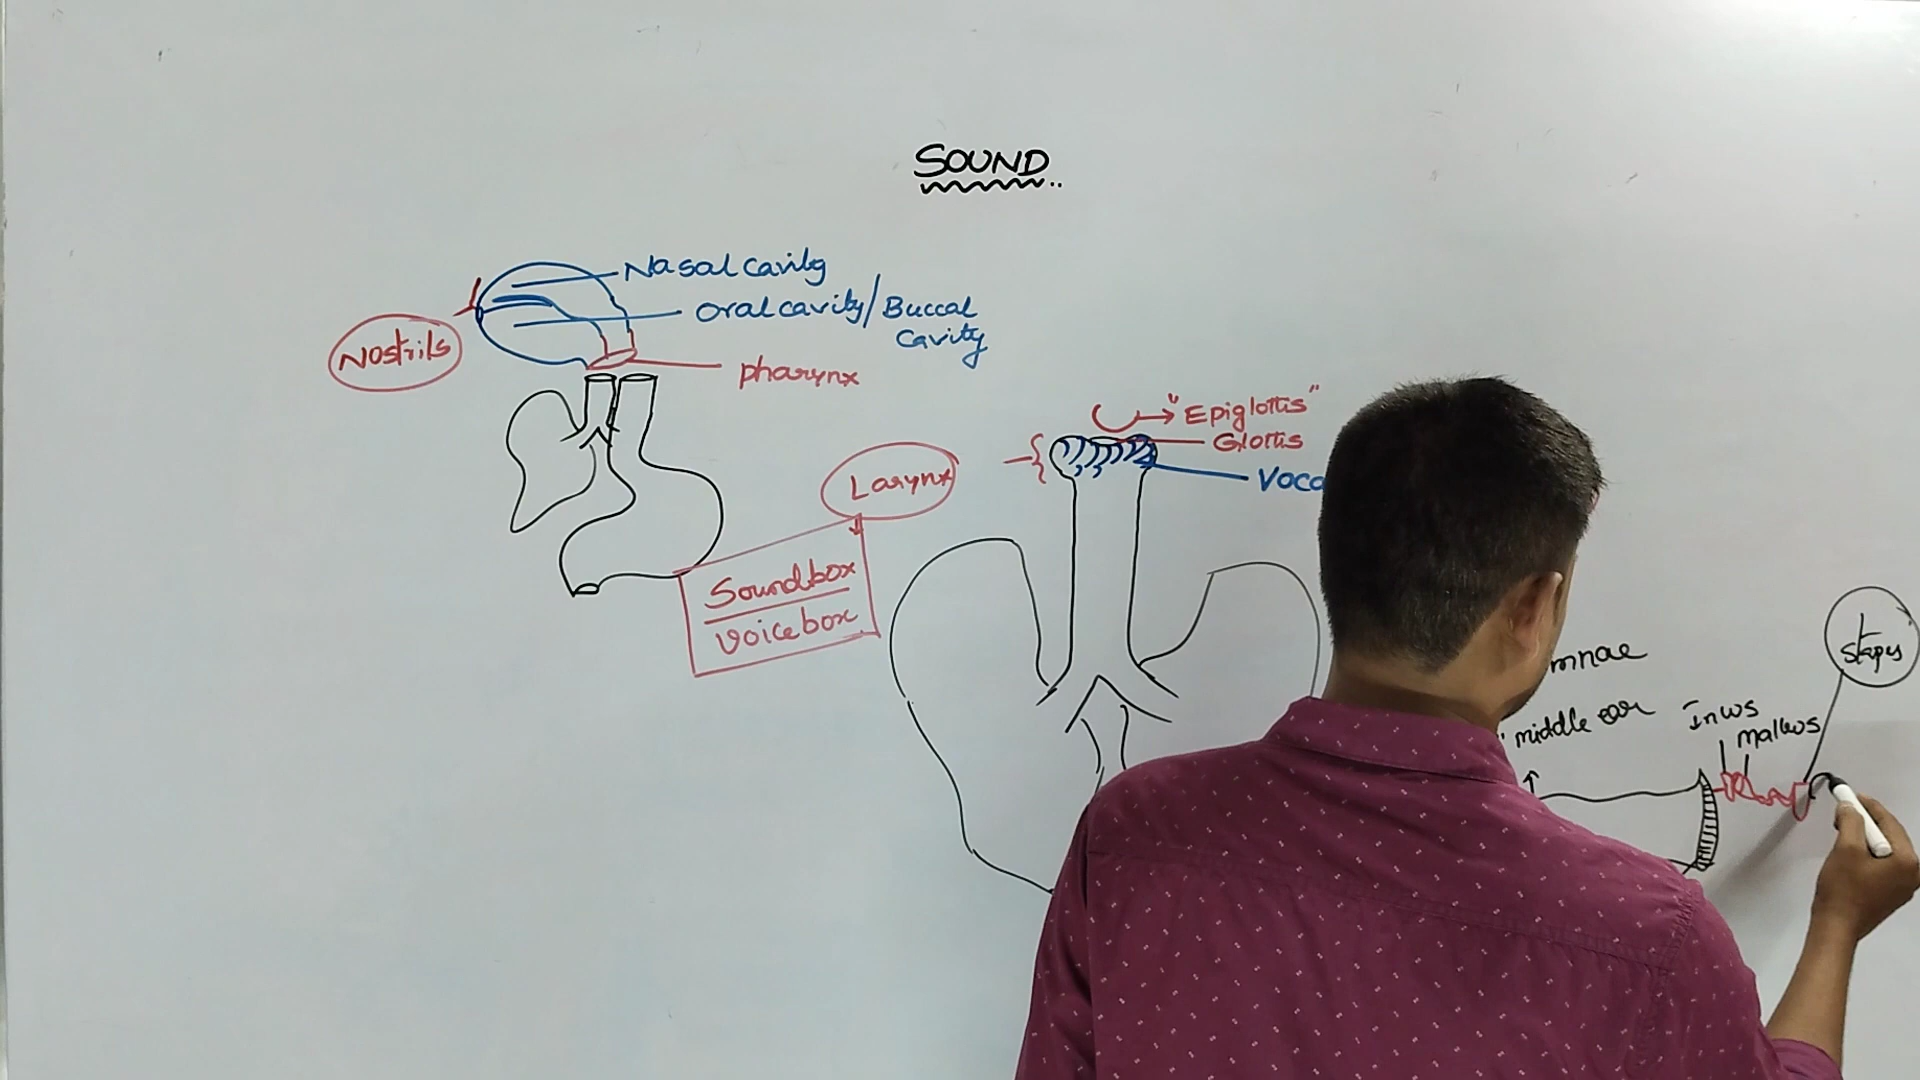 SOUND
Nasal cavity
oral cavity/Buccal
cavity
Nostrils
pharynx
"Epiglottis"
Glottis
Larynx
Voca
Soundbox
voicebox
stapes
mnae
middle ear
Inws
malleus